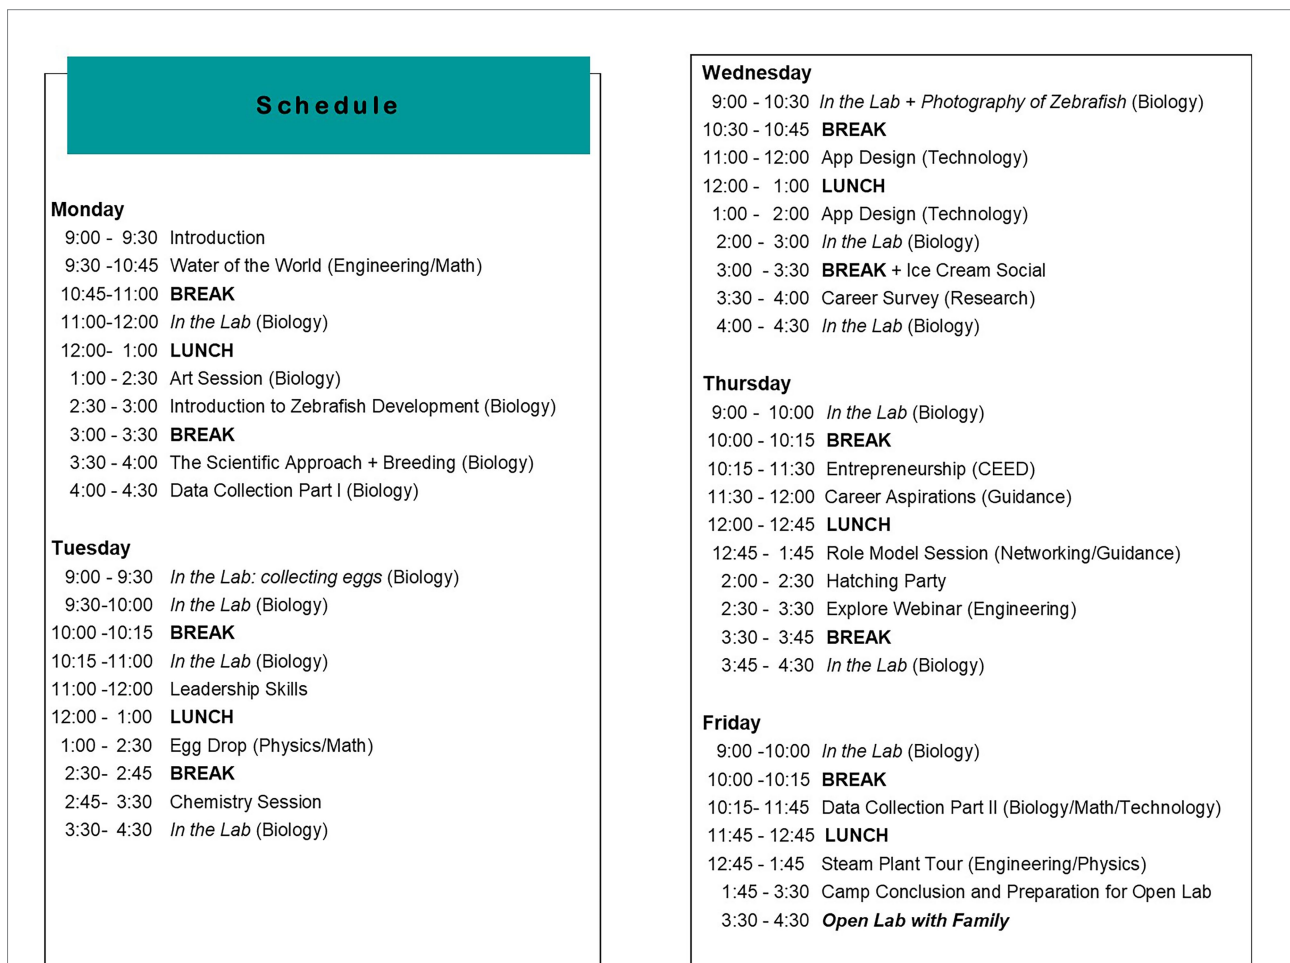 Schedule
Monday
9:00 - 9:30 Introduction
9:30 -10:45 Water of the World (Engineering/Math)
10:45-11:00 BREAK
11:00-12:00 In the Lab (Biology)
12:00- 1:00 LUNCH
1:00 - 2:30 Art Session (Biology)
2:30 - 3:00 Introduction to Zebrafish Development (Biology)
3:00 - 3:30 BREAK
3:30 - 4:00 The Scientific Approach + Breeding (Biology)
4:00 - 4:30 Data Collection Part I (Biology)
Tuesday
9:00 - 9:30 In the Lab: collecting eggs (Biology)
9:30-10:00 In the Lab (Biology)
10:00 -10:15 BREAK
10:15 -11:00 In the Lab (Biology)
11:00 -12:00 Leadership Skills
12:00 - 1:00 LUNCH
1:00 - 2:30 Egg Drop (Physics/Math)
2:30- 2:45 BREAK
2:45- 3:30 Chemistry Session
3:30- 4:30 In the Lab (Biology)
Wednesday
9:00 - 10:30 In the Lab + Photography of Zebrafish (Biology)
10:30 - 10:45 BREAK
11:00 - 12:00 App Design (Technology)
12:00 - 1:00 LUNCH
1:00 - 2:00 App Design (Technology)
2:00 - 3:00 In the Lab (Biology)
3:00 - 3:30 BREAK + Ice Cream Social
3:30 - 4:00 Career Survey (Research)
4:00 - 4:30 In the Lab (Biology)
Thursday
9:00 - 10:00 In the Lab (Biology)
10:00 - 10:15 BREAK
10:15 - 11:30 Entrepreneurship (CEED)
11:30 - 12:00 Career Aspirations (Guidance)
12:00 - 12:45 LUNCH
12:45 - 1:45 Role Model Session (Networking/Guidance)
2:00 - 2:30 Hatching Party
2:30 - 3:30 Explore Webinar (Engineering)
3:30 - 3:45 BREAK
3:45 - 4:30 In the Lab (Biology)
Friday
9:00 -10:00 In the Lab (Biology)
10:00 -10:15 BREAK
10:15- 11:45 Data Collection Part II (Biology/Math/Technology)
11:45 - 12:45 LUNCH
12:45 - 1:45 Steam Plant Tour (Engineering/Physics)
1:45 - 3:30 Camp Conclusion and Preparation for Open Lab
3:30 - 4:30 Open Lab with Family